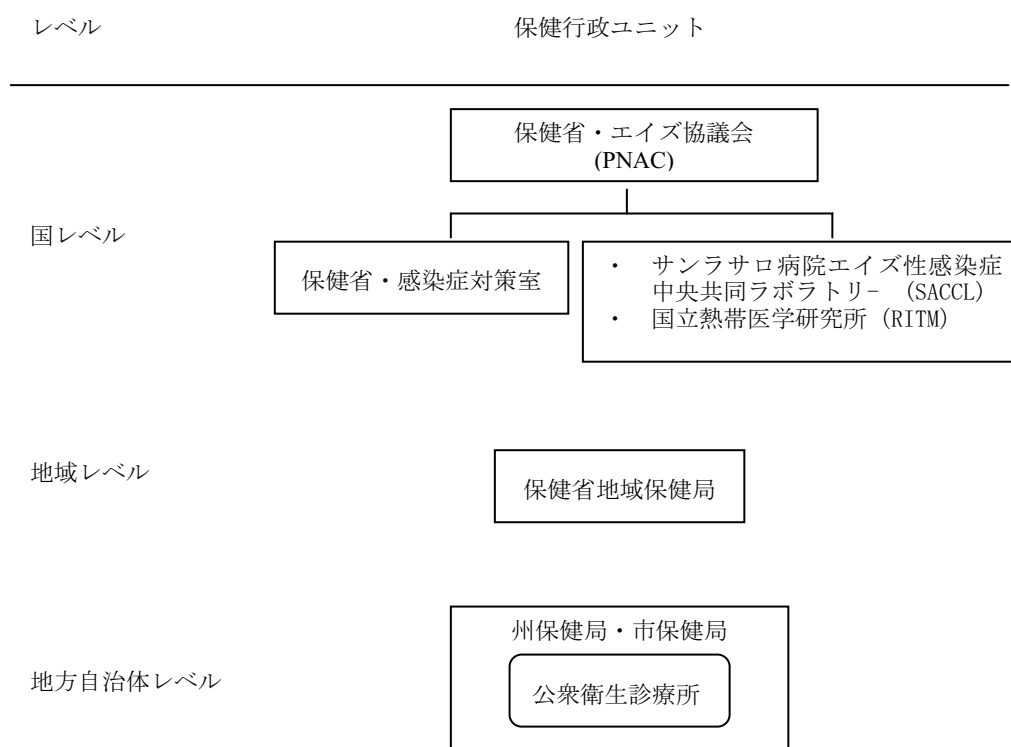 レベル 保健行政ユニット
保健省・エイズ協議会
(PNAC)
国レベル
保健省・感染症対策室
・ サンラサロ病院エイズ性感染症
中央共同ラボラトリ− (SACCL)
・ 国立熱帯医学研究所 (RITM)
地域レベル
保健省地域保健局
州保健局・市保健局
地方自治体レベル
公衆衛生診療所